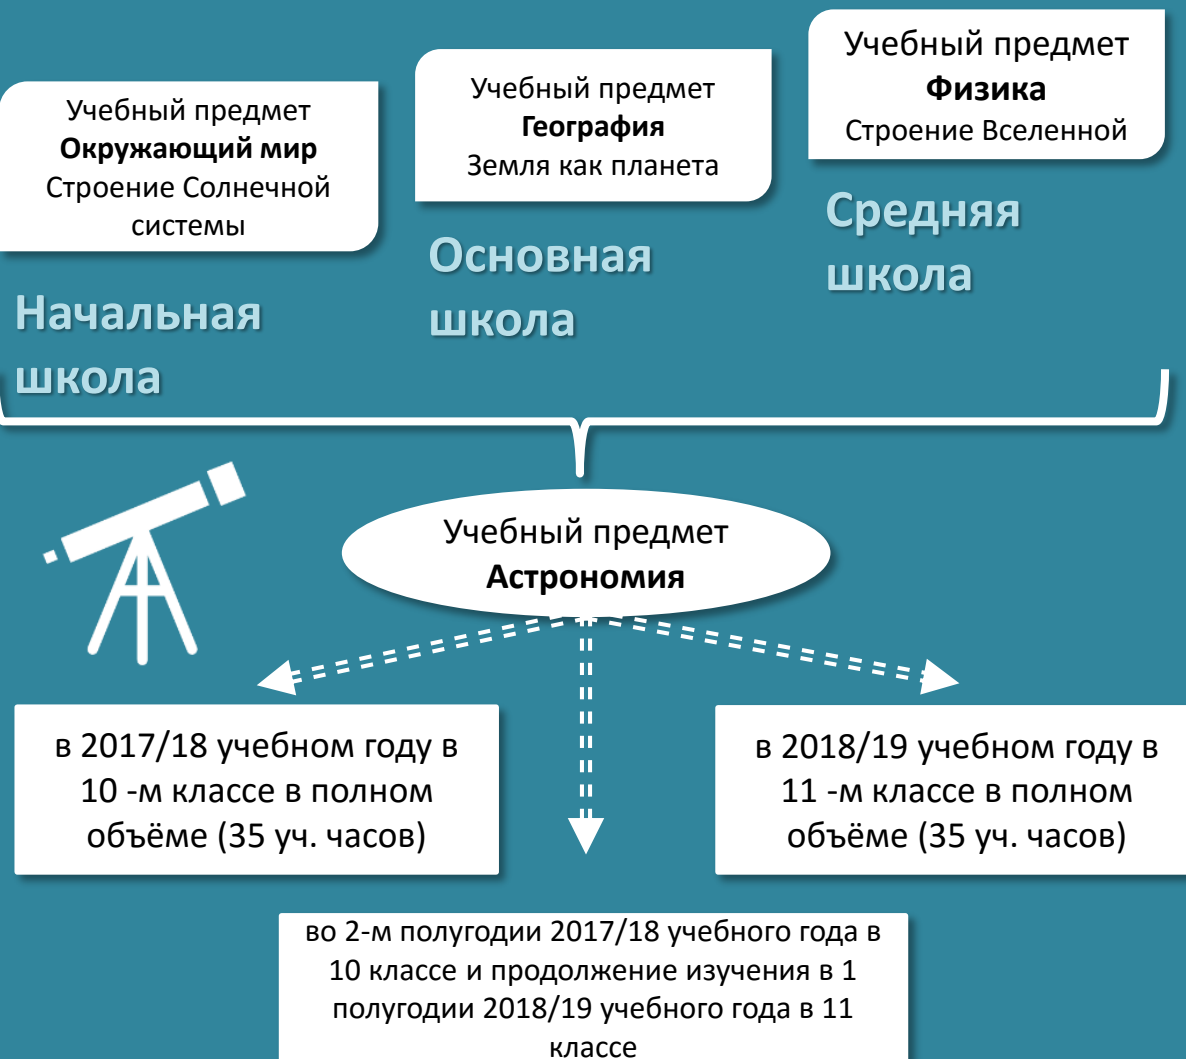 Учебный предмет
Окружающий мир
Строение Солнечной
системы
Начальная
школа
Учебный предмет
География
Земля как планета
Основная
школа
Учебный предмет
Физика
Строение Вселенной
Средняя
школа
Учебный предмет
Астрономия
в 2017/18 учебном году в
10 -м классе в полном
объёме (35 уч. часов)
во 2-м полугодии 2017/18 учебного года в
10 классе и продолжение изучения в 1
полугодии 2018/19 учебного года в 11
классе
в 2018/19 учебном году в
11 -м классе в полном
объёме (35 уч. часов)